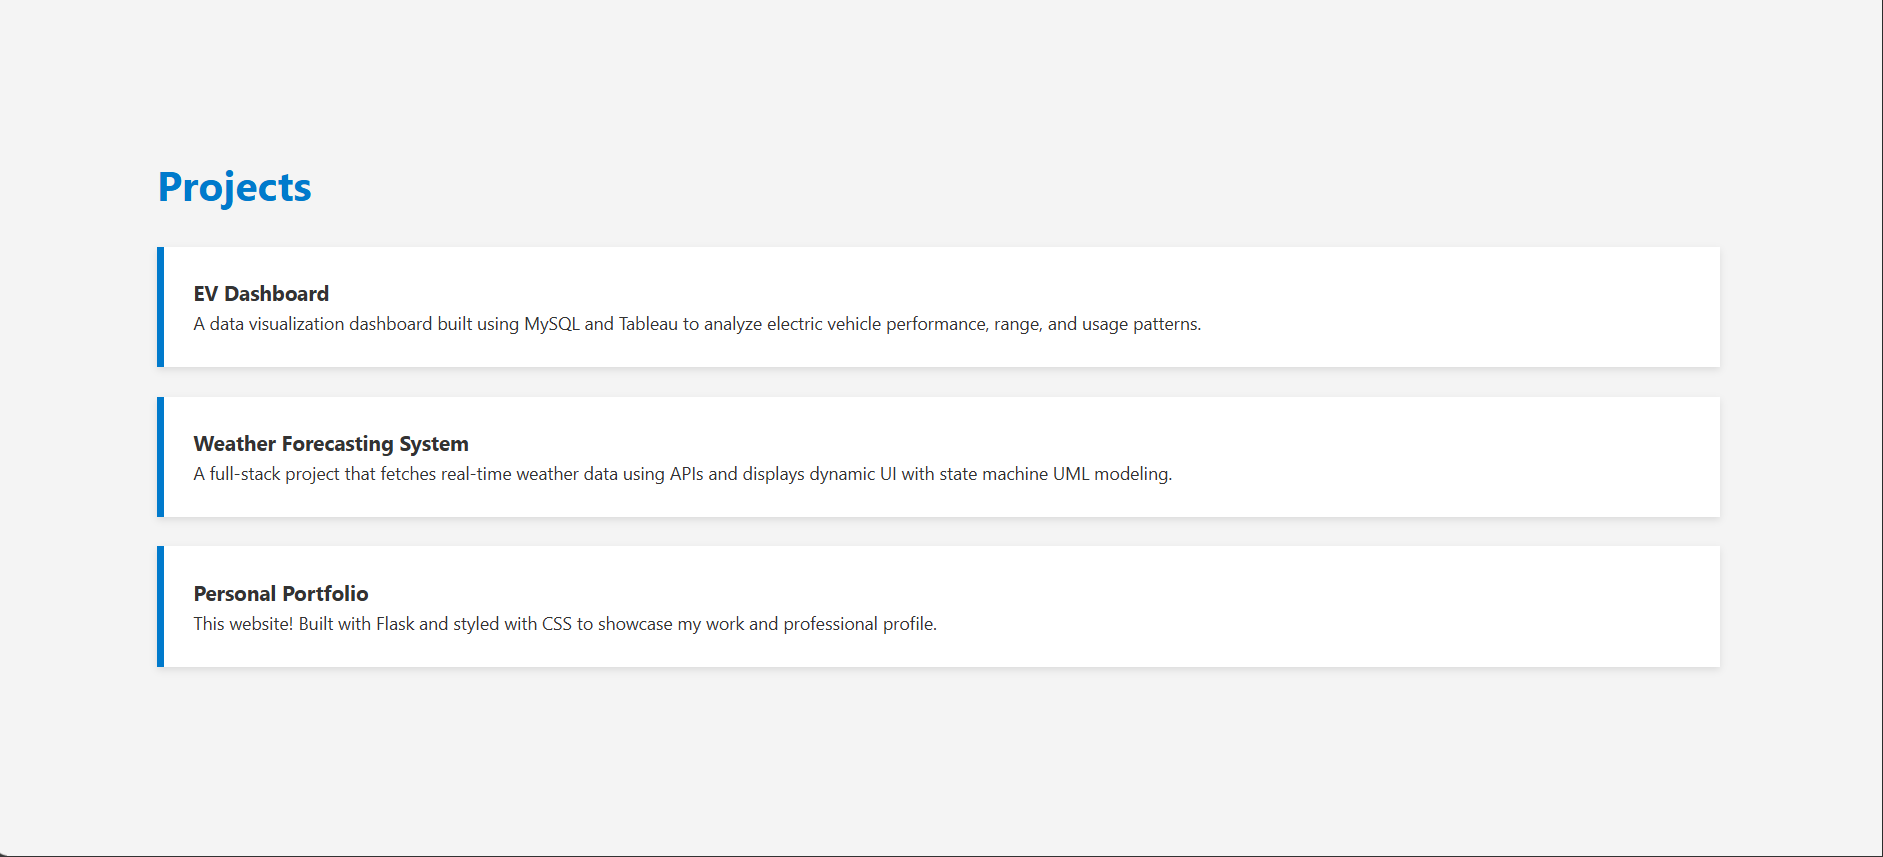 Projects
EV Dashboard
A data visualization dashboard built using MySQL and Tableau to analyze electric vehicle performance, range, and usage patterns.
Weather Forecasting System
A full-stack project that fetches real-time weather data using APIs and displays dynamic UI with state machine UML modeling.
Personal Portfolio
This website! Built with Flask and styled with CSS to showcase my work and professional profile.